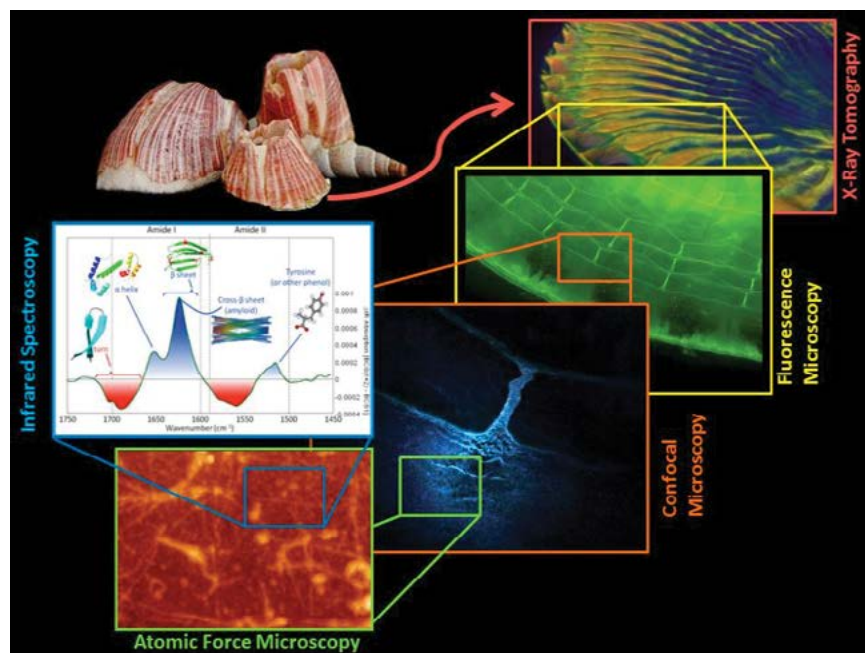 X-Ray Tomography
Fluorescence
Microscopy
Confocal
Microscopy
Atomic Force Microscopy
Infrared Spectroscopy
Amide I
Amide II
β sheet
α helix
Tyrosine
(or other phenol)
Cross-β sheet
(amyloid)
turn
0.001
0.0008
0.0006
0.0004
0.0002
0
-0.0002
-0.0004
1750
1700
1650
1600
1550
1500
1450
Wavenumber (cm⁻¹)